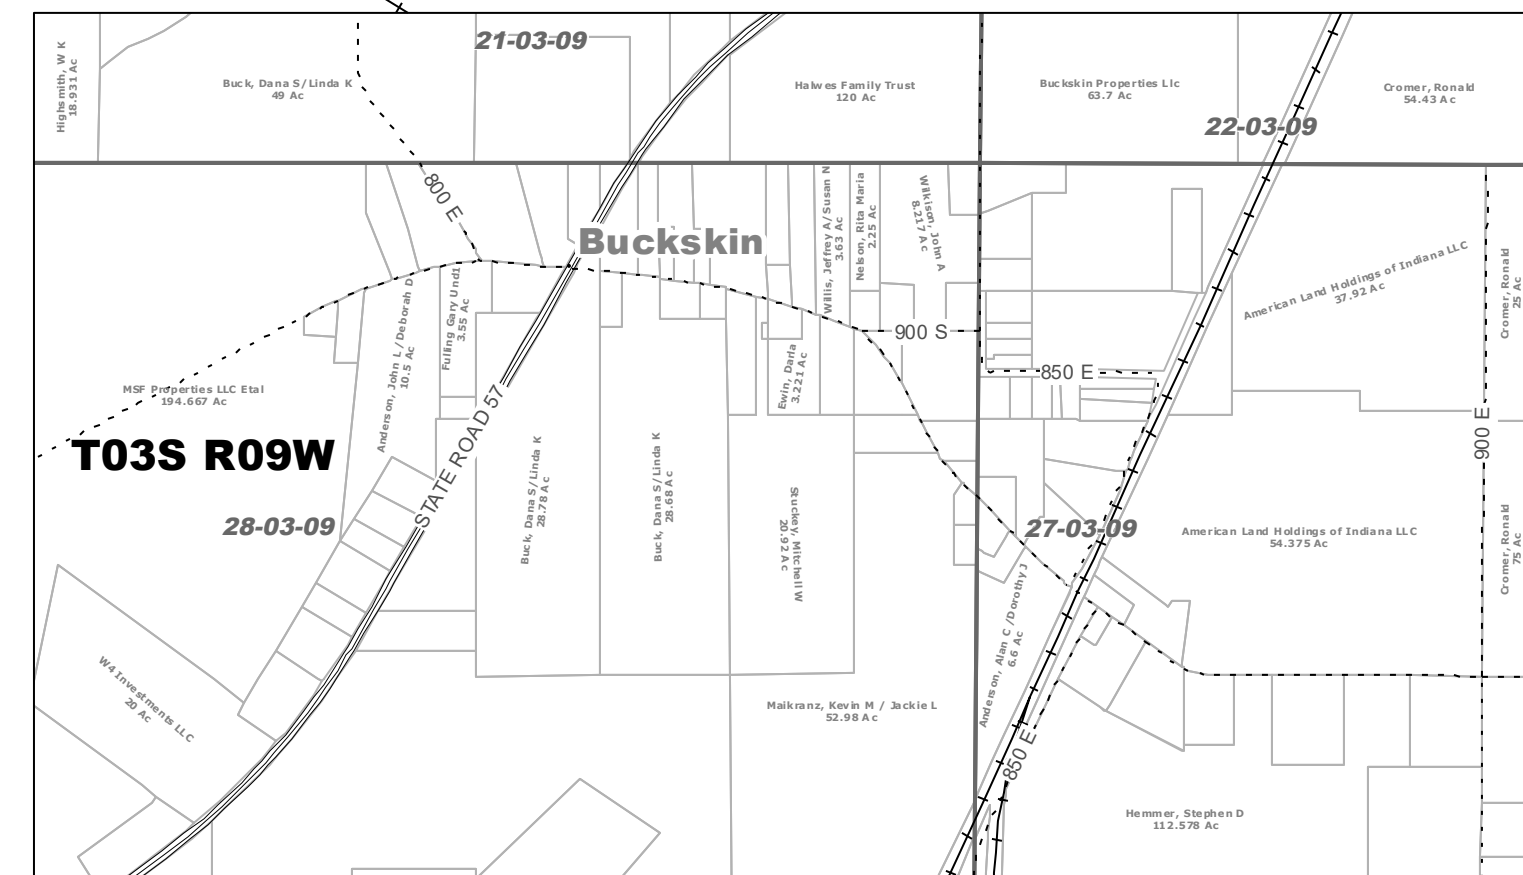 21-03-09
Highsmith, W K
18.931 Ac
Buck, Dana S/Linda K
49 Ac
Halwes Family Trust
120 Ac
Buckskin Properties Llc
63.7 Ac
Cromer, Ronald
54.43 Ac
22-03-09
800 E
Buckskin
Willis, Jeffrey A/Susan N
3.63 Ac
Nelson, Rita Maria
2.25 Ac
Wilkison, John A
8.217 Ac
American Land Holdings of Indiana LLC
37.92 Ac
Cromer, Ronald
25 Ac
Anderson, John L / Deborah D
10.5 Ac
Fulling Gary Und1
3.55 Ac
900 S
850 E
Ewin, Darla
3.221 Ac
MSF Properties LLC Etal
194.667 Ac
T03S R09W
STATE ROAD 57
900 E
28-03-09
Buck, Dana S/Linda K
28.78 Ac
Buck, Dana S/Linda K
28.68 Ac
Stuckey, Mitchell W
20.92 Ac
27-03-09
American Land Holdings of Indiana LLC
54.375 Ac
Cromer, Ronald
75 Ac
Anderson, Alan C /Dorothy J
6.6 Ac
W4 Investments LLC
20 Ac
Maikranz, Kevin M / Jackie L
52.98 Ac
850 E
Hemmer, Stephen D
112.578 Ac